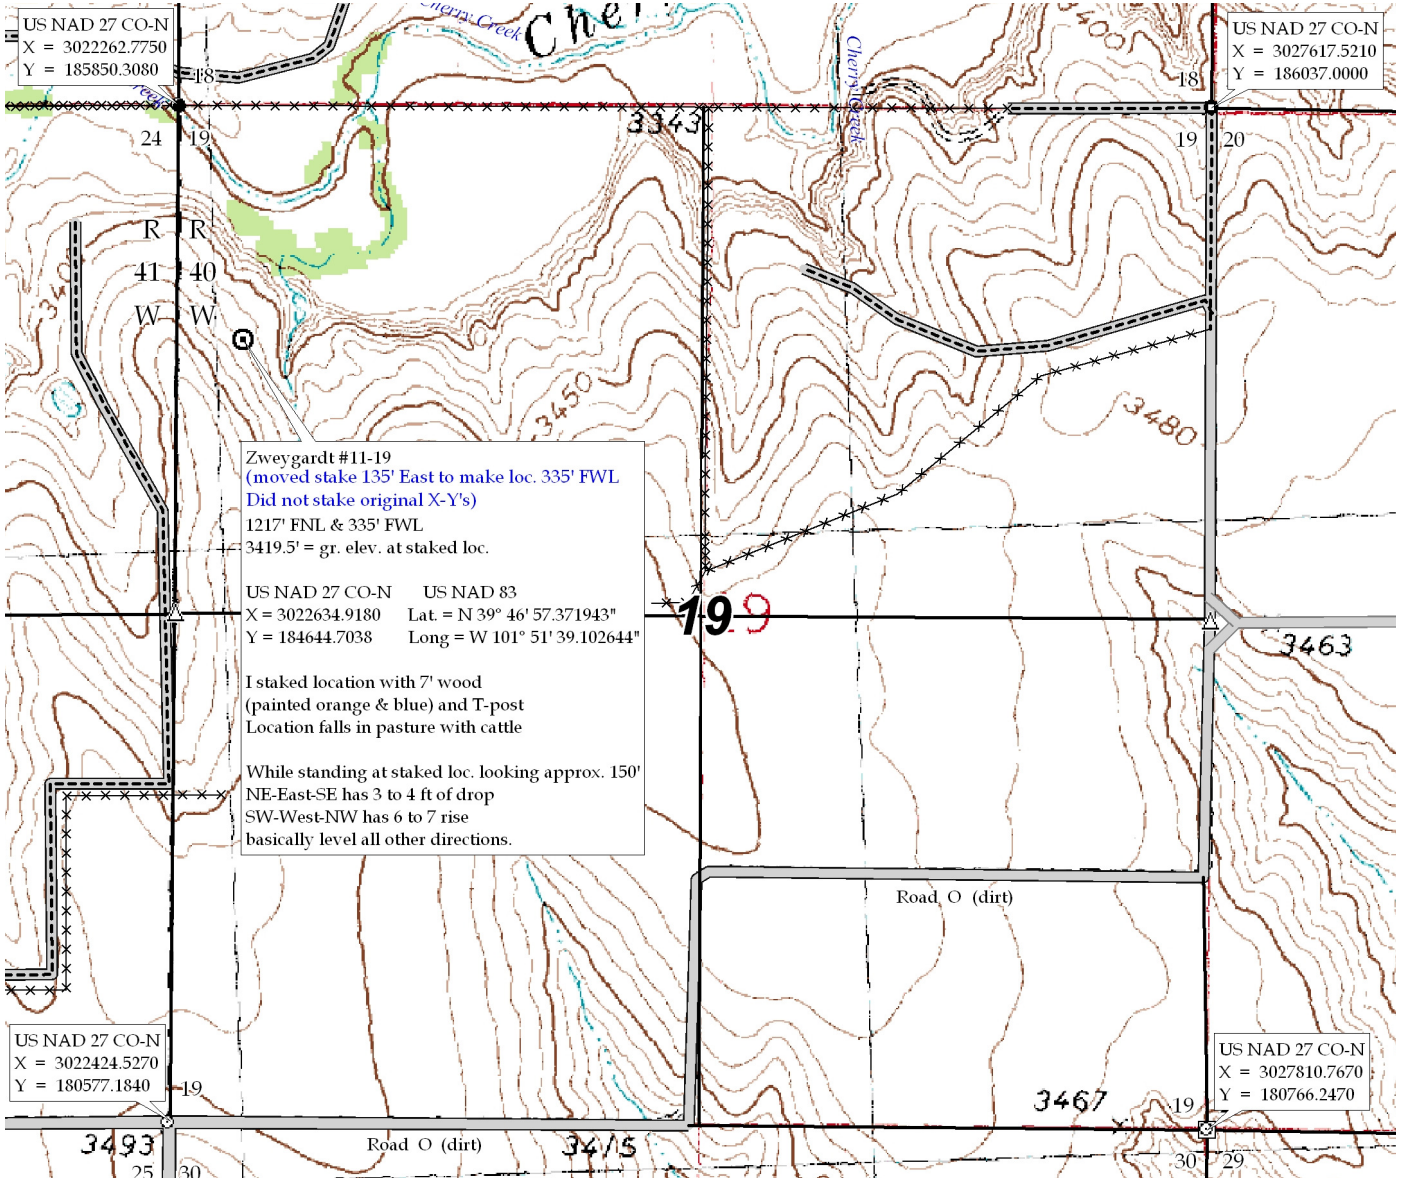 US NAD 27 CO-N
X = 3022262.7750
Y = 185850.3080
Cherry Creek
Cher
US NAD 27 CO-N
X = 3027617.5210
Y = 186037.0000
3400
18
18
Creek
Cherry Creek
24
19
3343
19
20
R
R
41
40
W
W
3400
3450
3480
Zweygardt #11-19
(moved stake 135' East to make loc. 335' FWL
Did not stake original X-Y's)
1217' FNL & 335' FWL
3419.5' = gr. elev. at staked loc.
US NAD 27 CO-N US NAD 83
X = 3022634.9180 Lat. = N 39° 46' 57.371943"
Y = 184644.7038 Long = W 101° 51' 39.102644"
I staked location with 7' wood
(painted orange & blue) and T-post
Location falls in pasture with cattle
While standing at staked loc. looking approx. 150'
NE-East-SE has 3 to 4 ft of drop
SW-West-NW has 6 to 7 rise
basically level all other directions.
19
19
3463
Road O (dirt)
US NAD 27 CO-N
X = 3022424.5270
Y = 180577.1840
19
US NAD 27 CO-N
X = 3027810.7670
Y = 180766.2470
3467
19
3493
Road O (dirt)
34/5
25
30
30
29